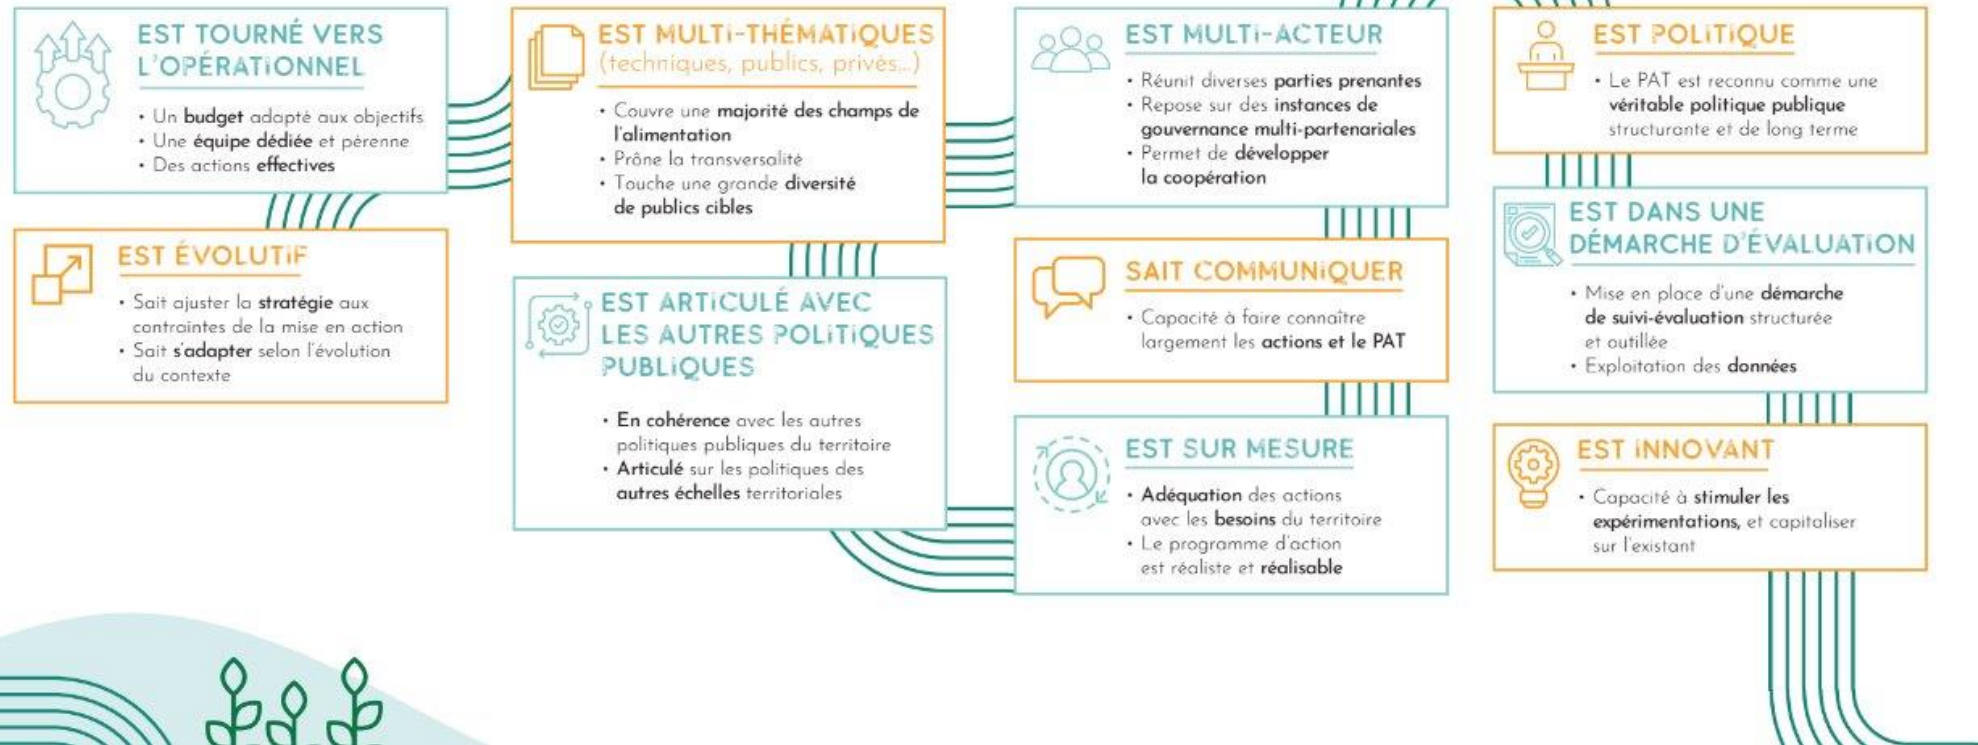 EST TOURNÉ VERS
L'OPÉRATIONNEL
• Un budget adapté aux objectifs
• Une équipe dédiée et pérenne
• Des actions effectives
EST ÉVOLUTIF
• Sait ajuster la stratégie aux
contraintes de la mise en action
• Sait s'adapter selon l'évolution
du contexte
EST MULTI-THÉMATIQUES
(techniques, publics, privés...)
• Couvre une majorité des champs de
l'alimentation
• Prône la transversalité
• Touche une grande diversité
de publics cibles
EST ARTICULÉ AVEC
LES AUTRES POLITIQUES
PUBLIQUES
• En cohérence avec les autres
politiques publiques du territoire
• Articulé sur les politiques des
autres échelles territoriales
EST MULTI-ACTEUR
• Réunit diverses parties prenantes
• Repose sur des instances de
gouvernance multi-partenariales
• Permet de développer
la coopération
SAIT COMMUNIQUER
• Capacité à faire connaître
largement les actions et le PAT
EST SUR MESURE
• Adéquation des actions
avec les besoins du territoire
• Le programme d'action
est réaliste et réalisable
EST POLITIQUE
• Le PAT est reconnu comme une
véritable politique publique
structurante et de long terme
EST DANS UNE
DÉMARCHE D'ÉVALUATION
• Mise en place d'une démarche
de suivi-évaluation structurée
et outillée
• Exploitation des données
EST INNOVANT
• Capacité à stimuler les
expérimentations, et capitaliser
sur l'existant